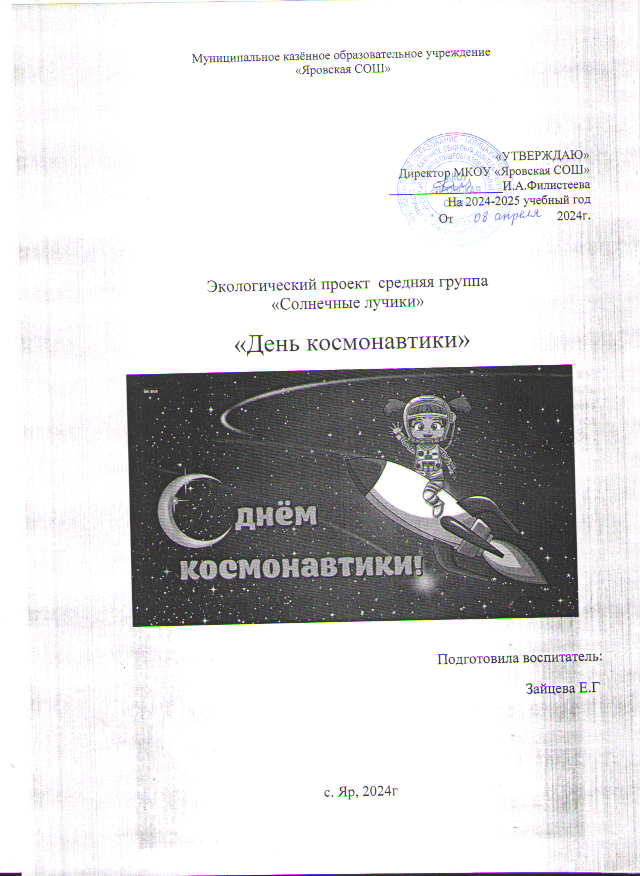 Муниципальное казённое образовательное учреждение
«Яровская СОШ»
«УТВЕРЖДАЮ»
Директор МКОУ «Яровская СОШ»
И.А.Филистеева
На 2024-2025 учебный год
От 08 апреля 2024г.
Экологический проект средняя группа
«Солнечные лучики»
«День космонавтики»
С днём
космонавтики!
Подготовила воспитатель:
Зайцева Е.Г
с. Яр, 2024г